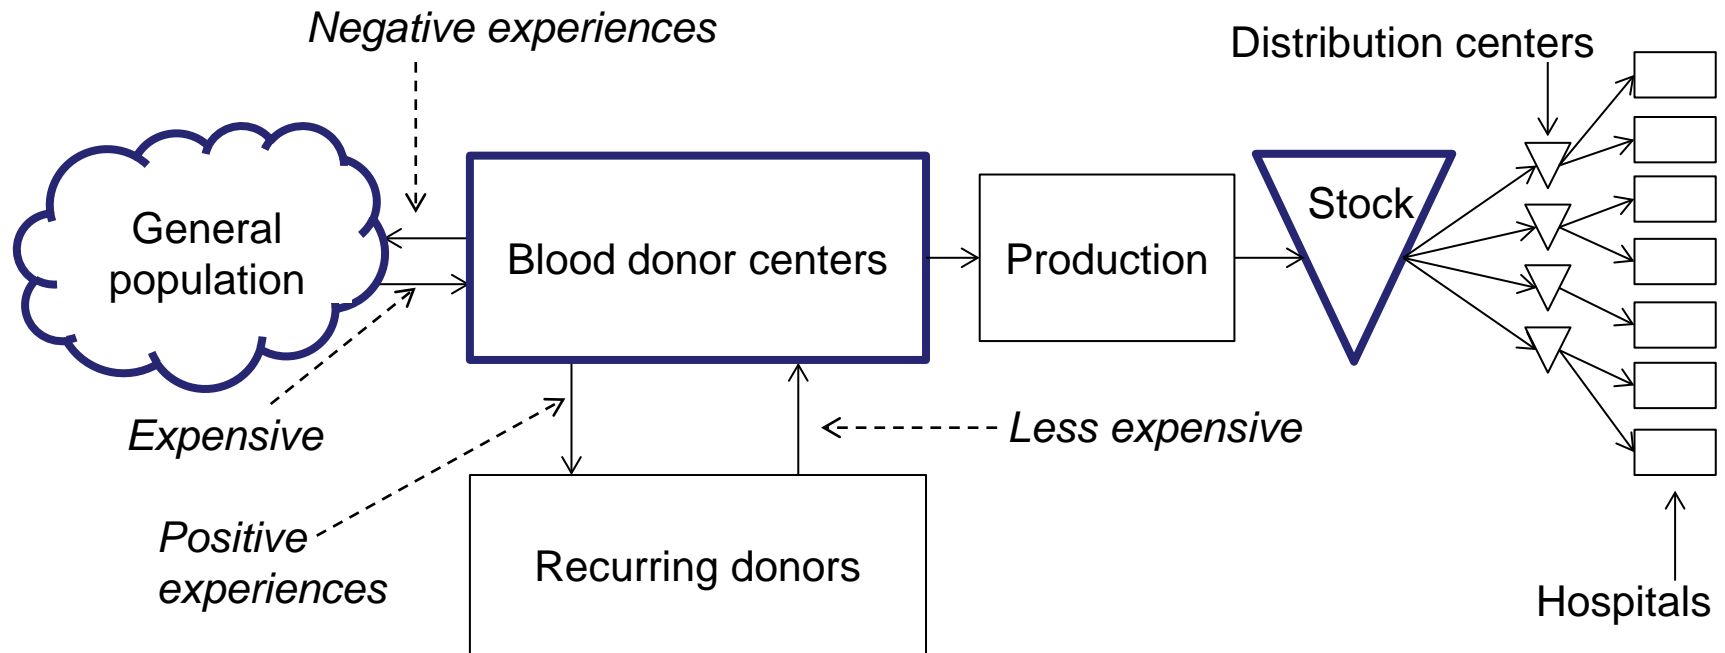 Negative experiences
Distribution centers
General
population
Blood donor centers
Production
Stock
Expensive
Less expensive
Positive
experiences
Recurring donors
Hospitals